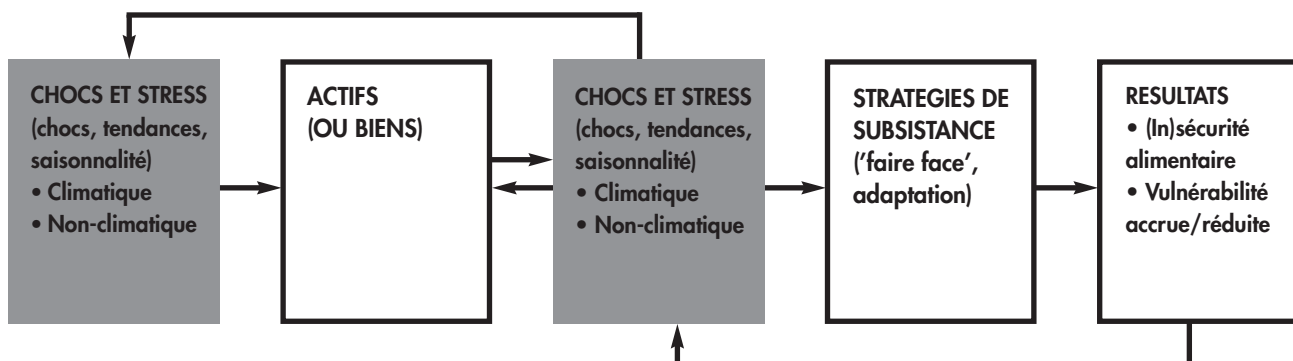 CHOCS ET STRESS
(chocs, tendances,
saisonnalité)
• Climatique
• Non-climatique
ACTIFS
(OU BIENS)
CHOCS ET STRESS
(chocs, tendances,
saisonnalité)
• Climatique
• Non-climatique
STRATEGIES DE
SUBSISTANCE
('faire face',
adaptation)
RESULTATS
• (In)sécurité
alimentaire
• Vulnérabilité
accrue/réduite